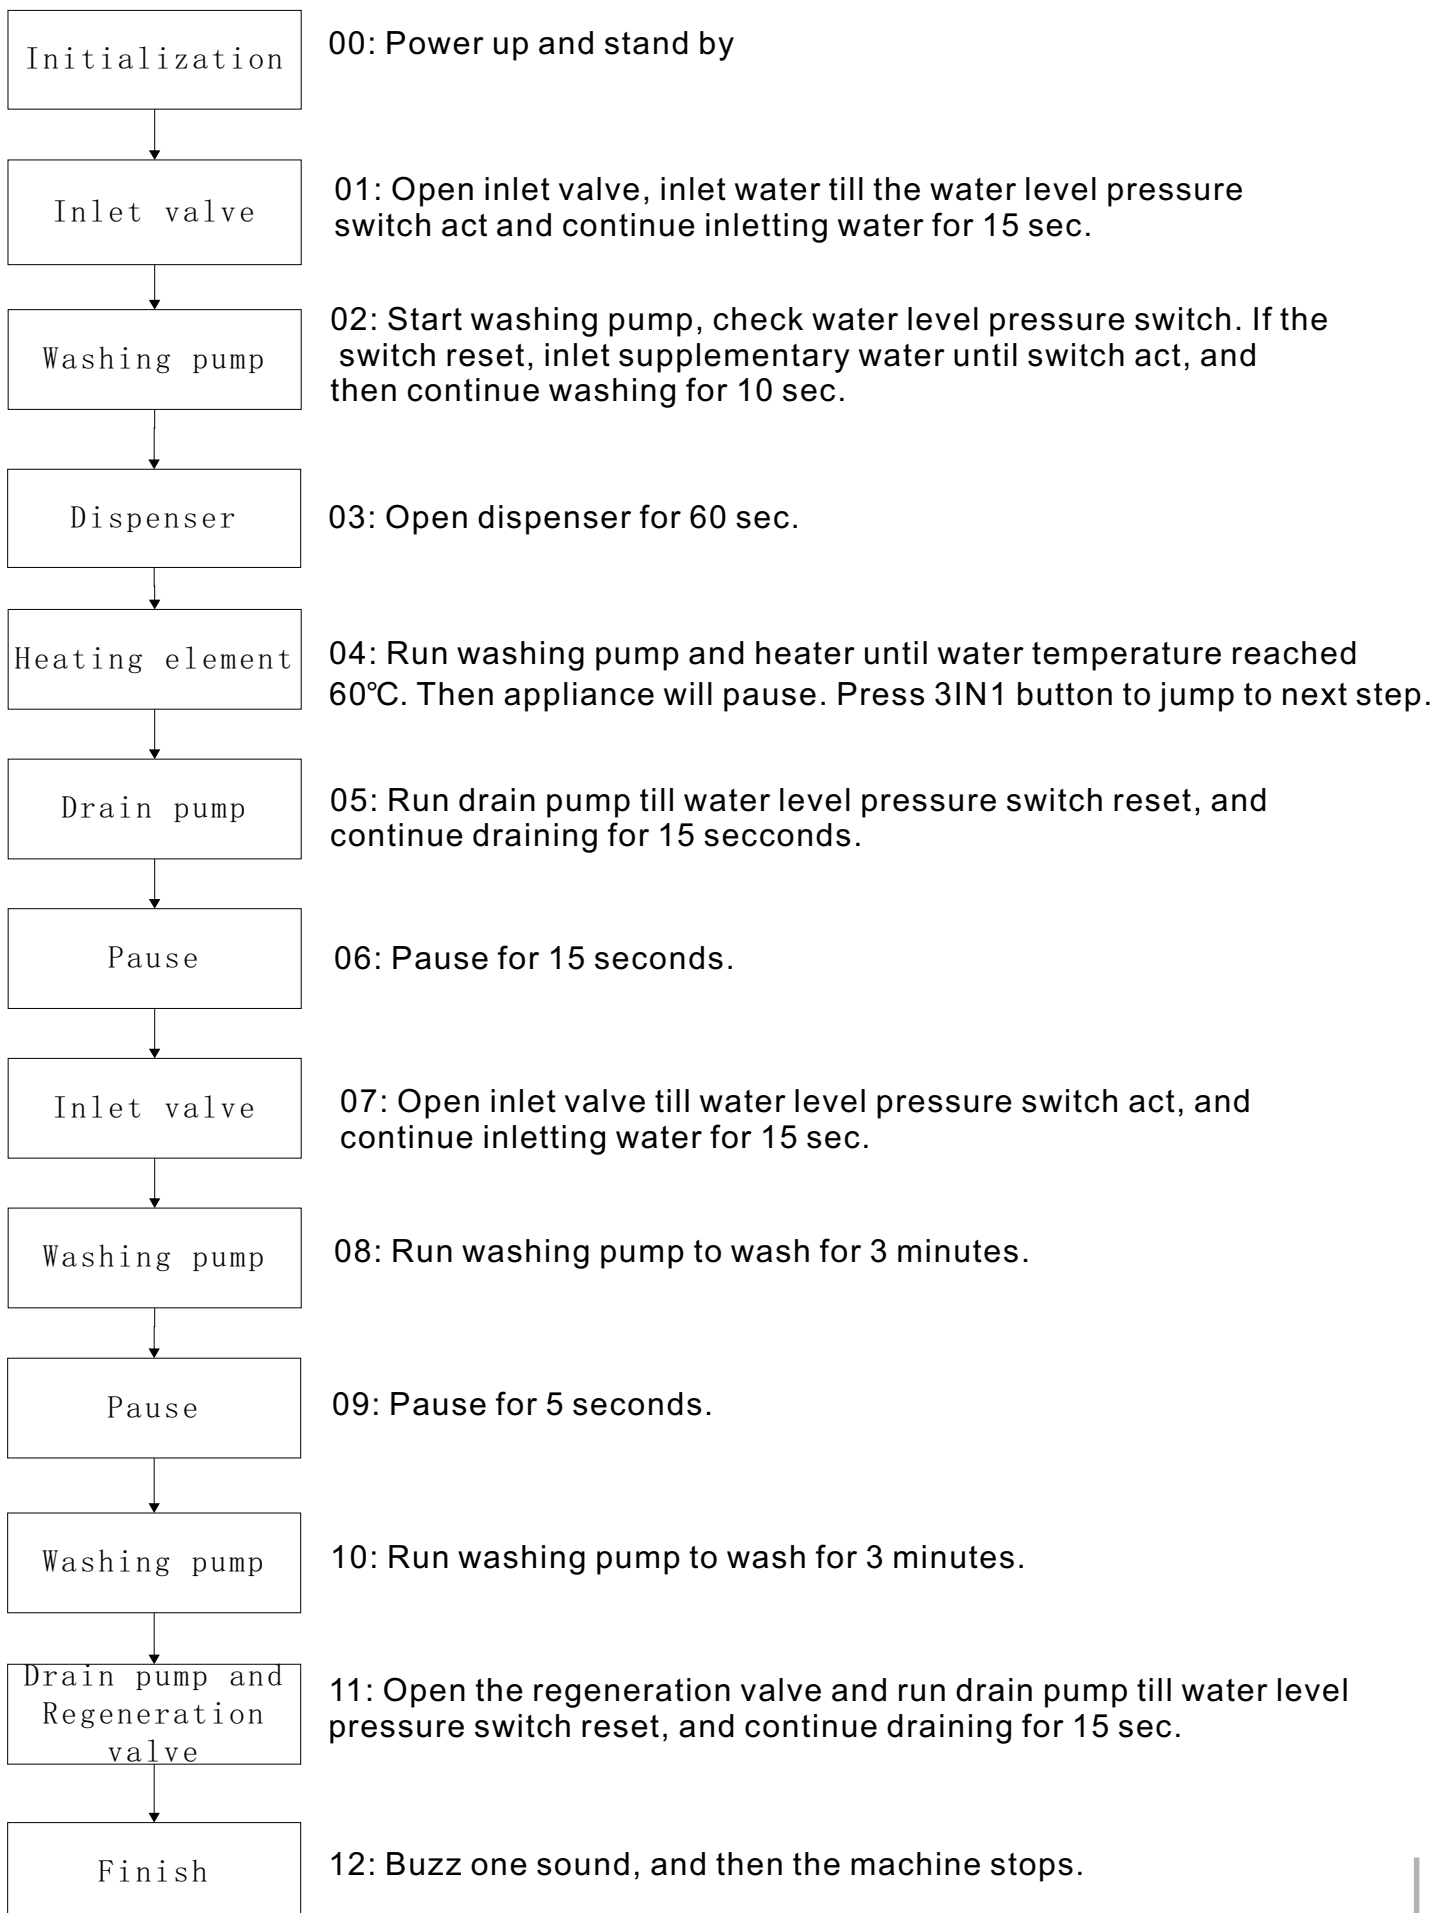 Initialization
00: Power up and stand by
Inlet valve
01: Open inlet valve, inlet water till the water level pressure
switch act and continue inletting water for 15 sec.
Washing pump
02: Start washing pump, check water level pressure switch. If the
switch reset, inlet supplementary water until switch act, and
then continue washing for 10 sec.
Dispenser
03: Open dispenser for 60 sec.
Heating element
04: Run washing pump and heater until water temperature reached
60℃. Then appliance will pause. Press 3IN1 button to jump to next step.
Drain pump
05: Run drain pump till water level pressure switch reset, and
continue draining for 15 secconds.
Pause
06: Pause for 15 seconds.
Inlet valve
07: Open inlet valve till water level pressure switch act, and
continue inletting water for 15 sec.
Washing pump
08: Run washing pump to wash for 3 minutes.
Pause
09: Pause for 5 seconds.
Washing pump
10: Run washing pump to wash for 3 minutes.
Drain pump and
Regeneration
valve
11: Open the regeneration valve and run drain pump till water level
pressure switch reset, and continue draining for 15 sec.
Finish
12: Buzz one sound, and then the machine stops.